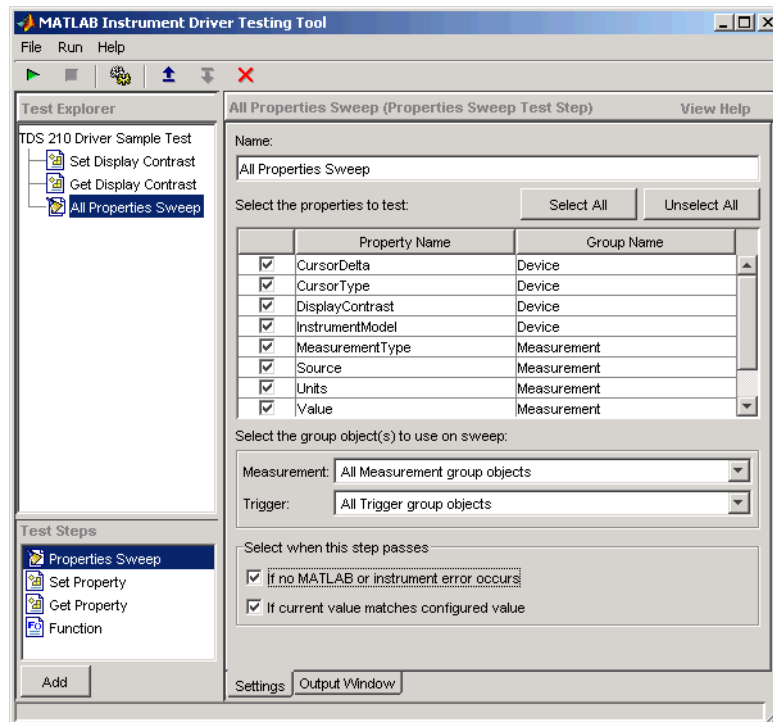 MATLAB Instrument Driver Testing Tool
File Run Help
Test Explorer
TDS 210 Driver Sample Test
Set Display Contrast
Get Display Contrast
All Properties Sweep
Test Steps
Properties Sweep
Set Property
Get Property
Function
Add
All Properties Sweep (Properties Sweep Test Step) View Help
Name:
All Properties Sweep
Select the properties to test: Select All Unselect All
Property Name Group Name
CursorDelta Device
CursorType Device
DisplayContrast Device
InstrumentModel Device
MeasurementType Measurement
Source Measurement
Units Measurement
Value Measurement
Select the group object(s) to use on sweep:
Measurement: All Measurement group objects
Trigger: All Trigger group objects
Select when this step passes
If no MATLAB or instrument error occurs
If current value matches configured value
Settings Output Window